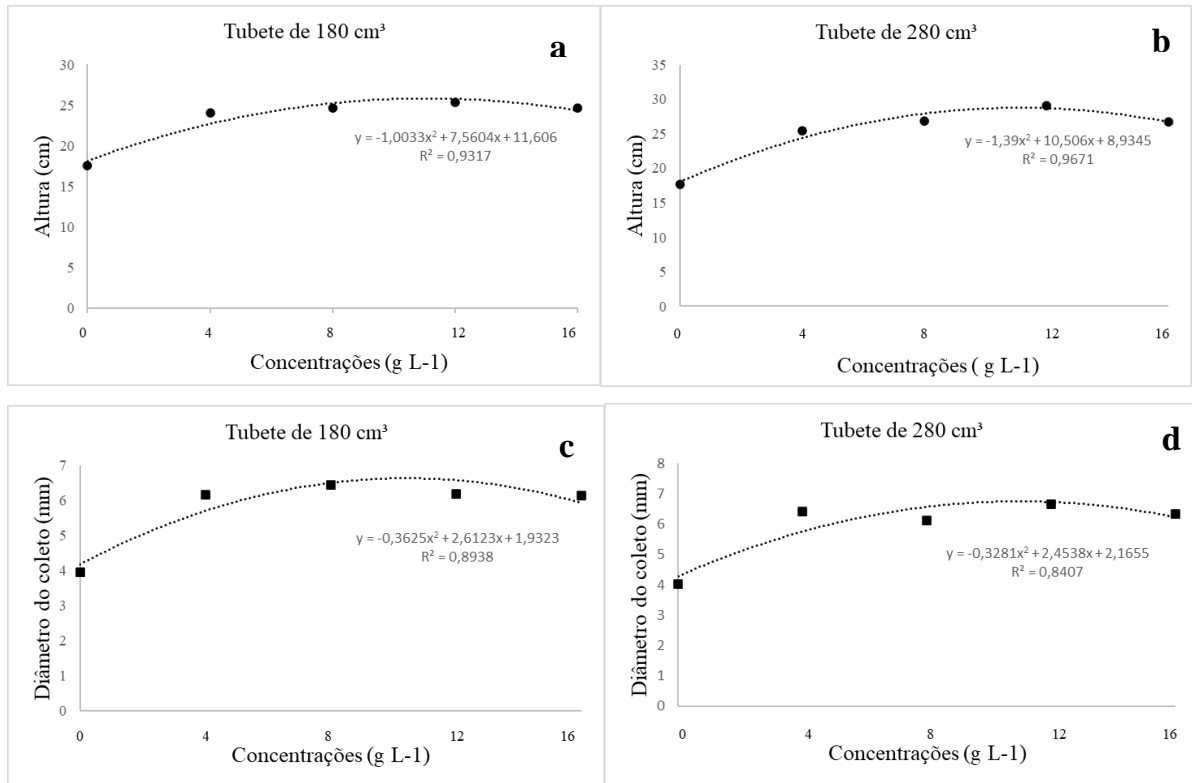 Tubete de 180 cm³
a
30
25
20
15
10
5
0
Altura (cm)
y = -1,0033x² + 7,5604x + 11,606
R² = 0,9317
0 4 8 12 16
Concentrações (g L-1)
Tubete de 280 cm³
b
35
30
25
20
15
10
5
0
Altura (cm)
y = -1,39x² + 10,506x + 8,9345
R² = 0,9671
0 4 8 12 16
Concentrações ( g L-1)
Tubete de 180 cm³
c
7
6
5
4
3
2
1
0
Diâmetro do coleto (mm)
y = -0,3625x² + 2,6123x + 1,9323
R² = 0,8938
0 4 8 12 16
Concentrações (g L-1)
Tubete de 280 cm³
d
8
7
6
5
4
3
2
1
0
Diâmetro do coleto (mm)
y = -0,3281x² + 2,4538x + 2,1655
R² = 0,8407
0 4 8 12 16
Concentrações (g L-1)